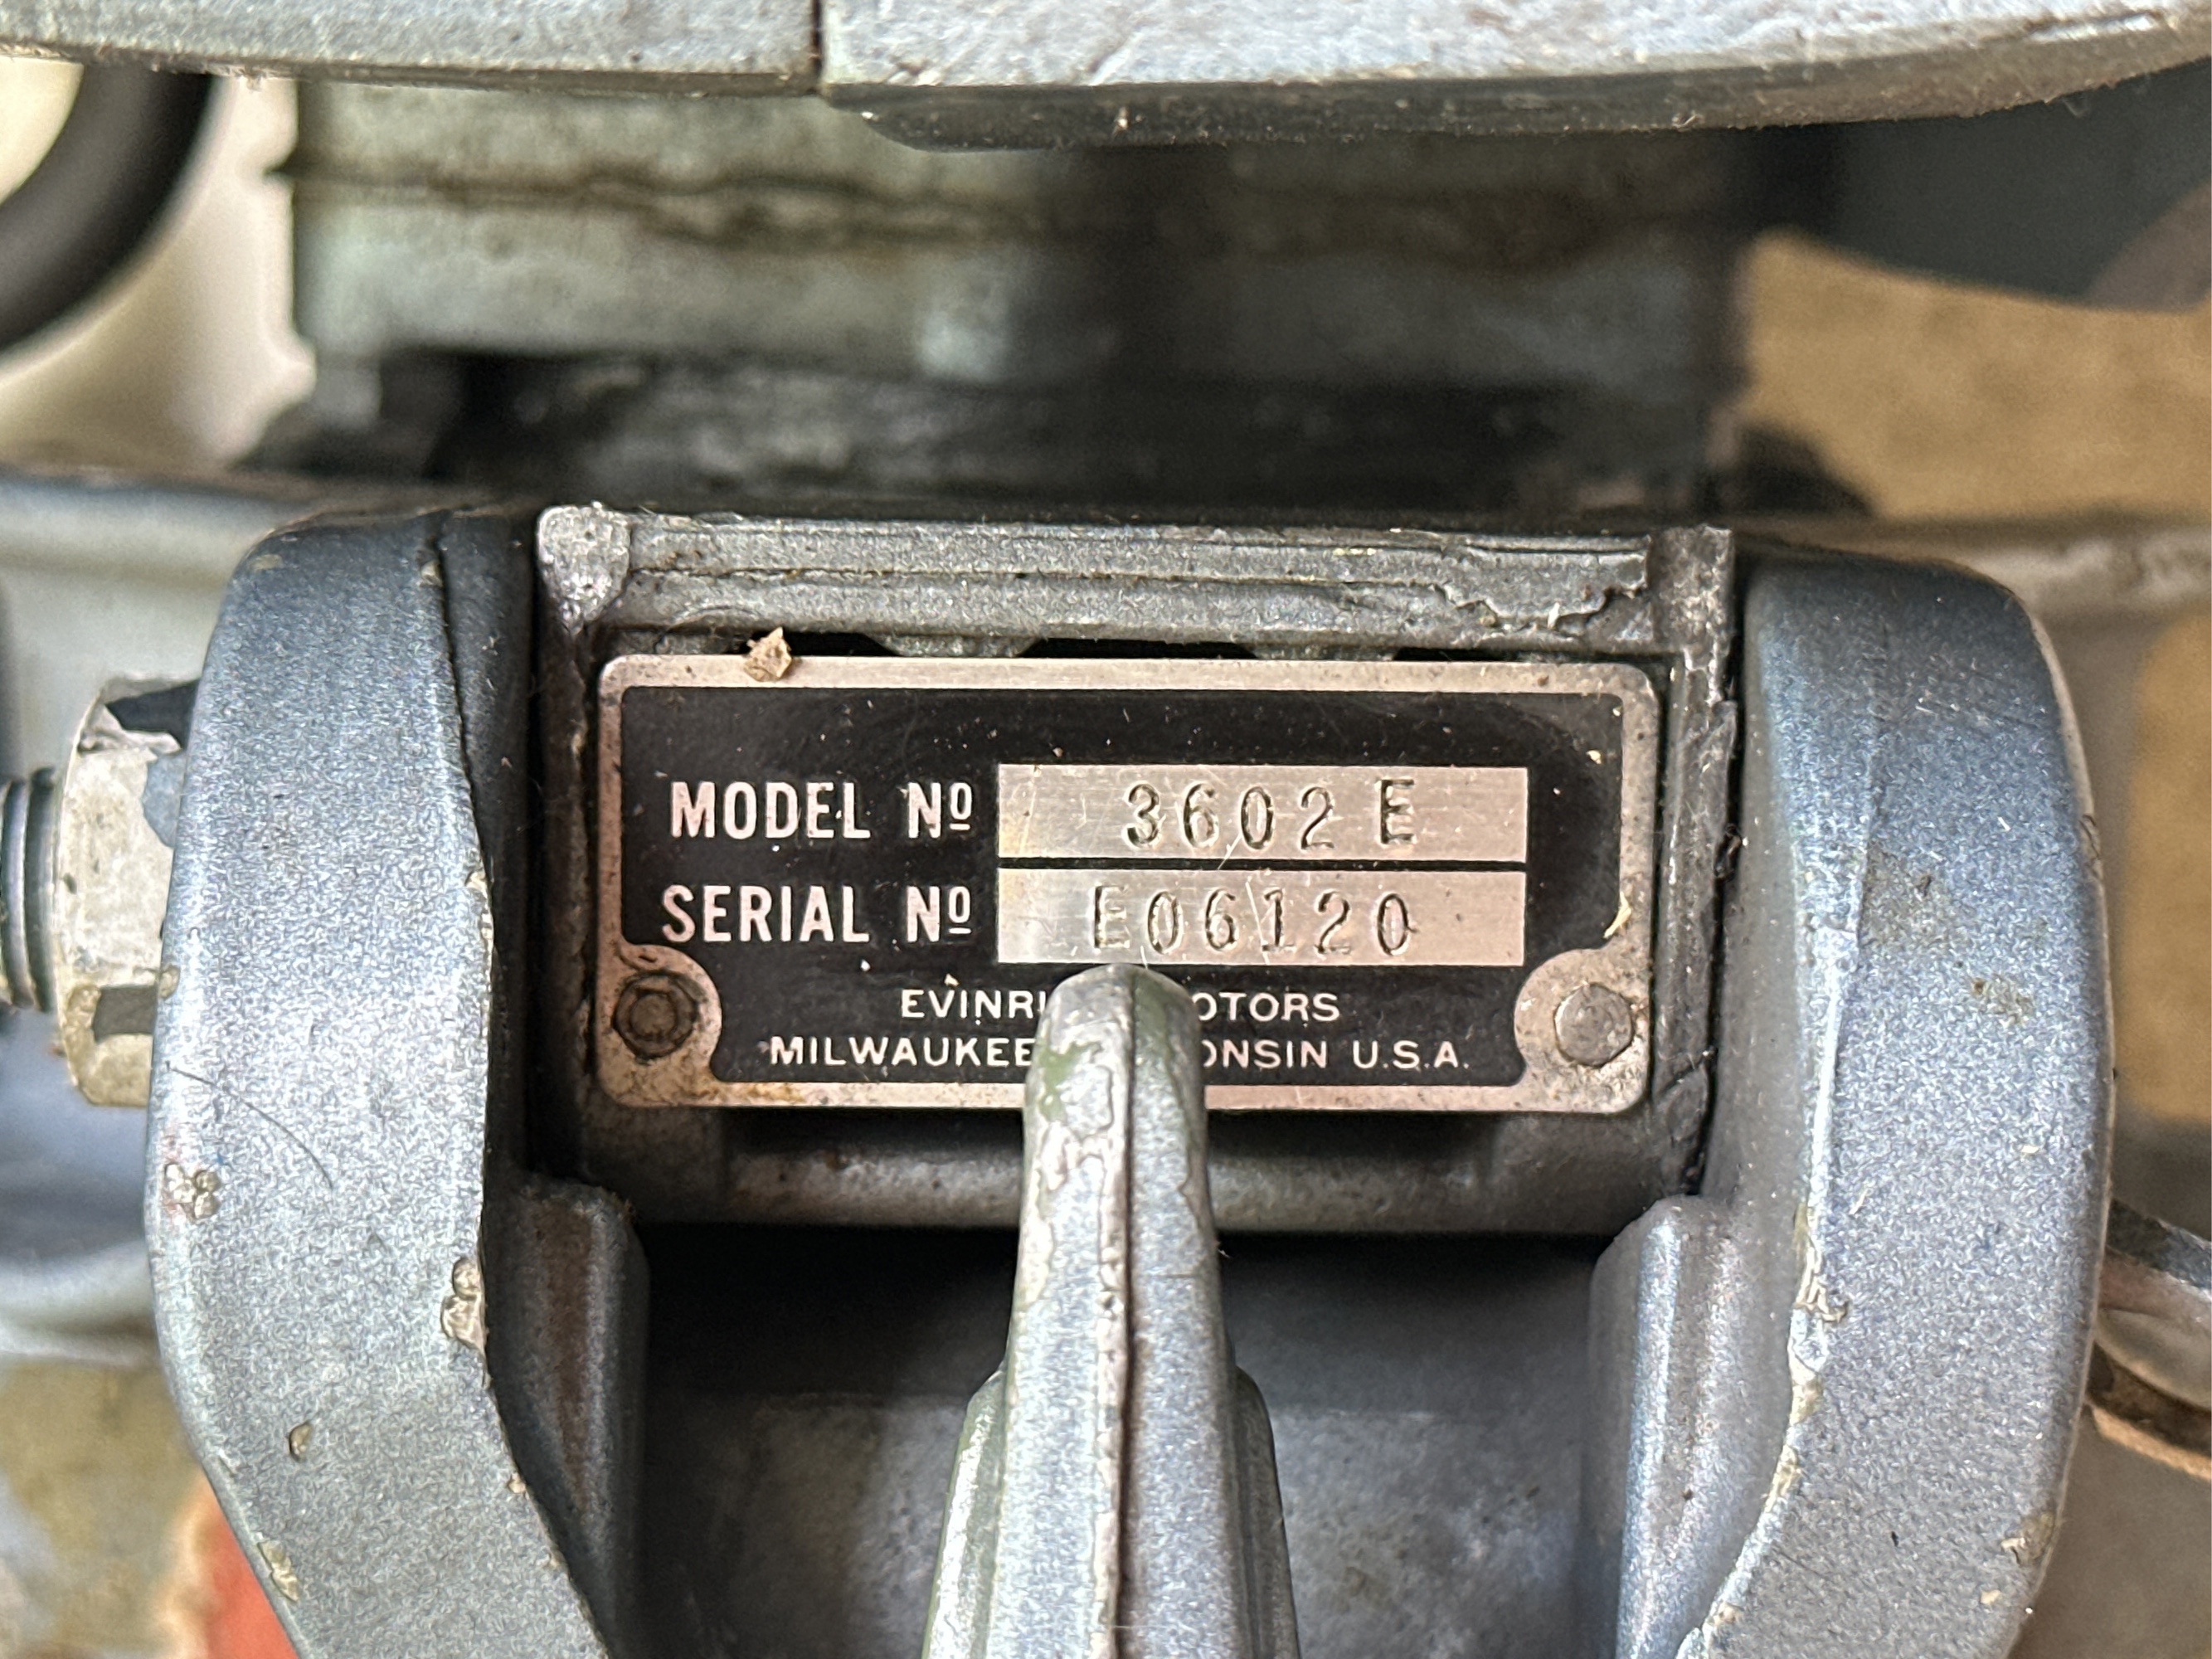 MODEL Nº 3602 E
SERIAL Nº E06120
EVINRU OTORS
MILWAUKEE ONSIN U.S.A.